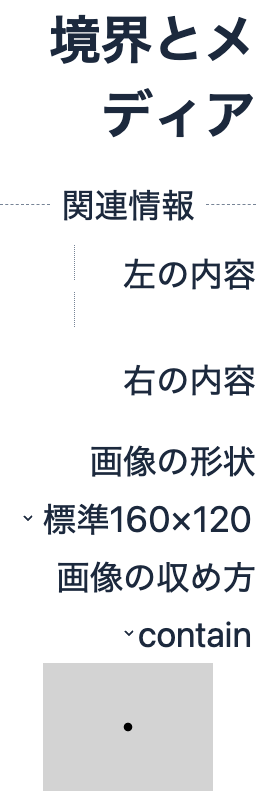 境界とメ
ディア
関連情報
左の内容
右の内容
画像の形状
標準160×120
画像の収め方
contain